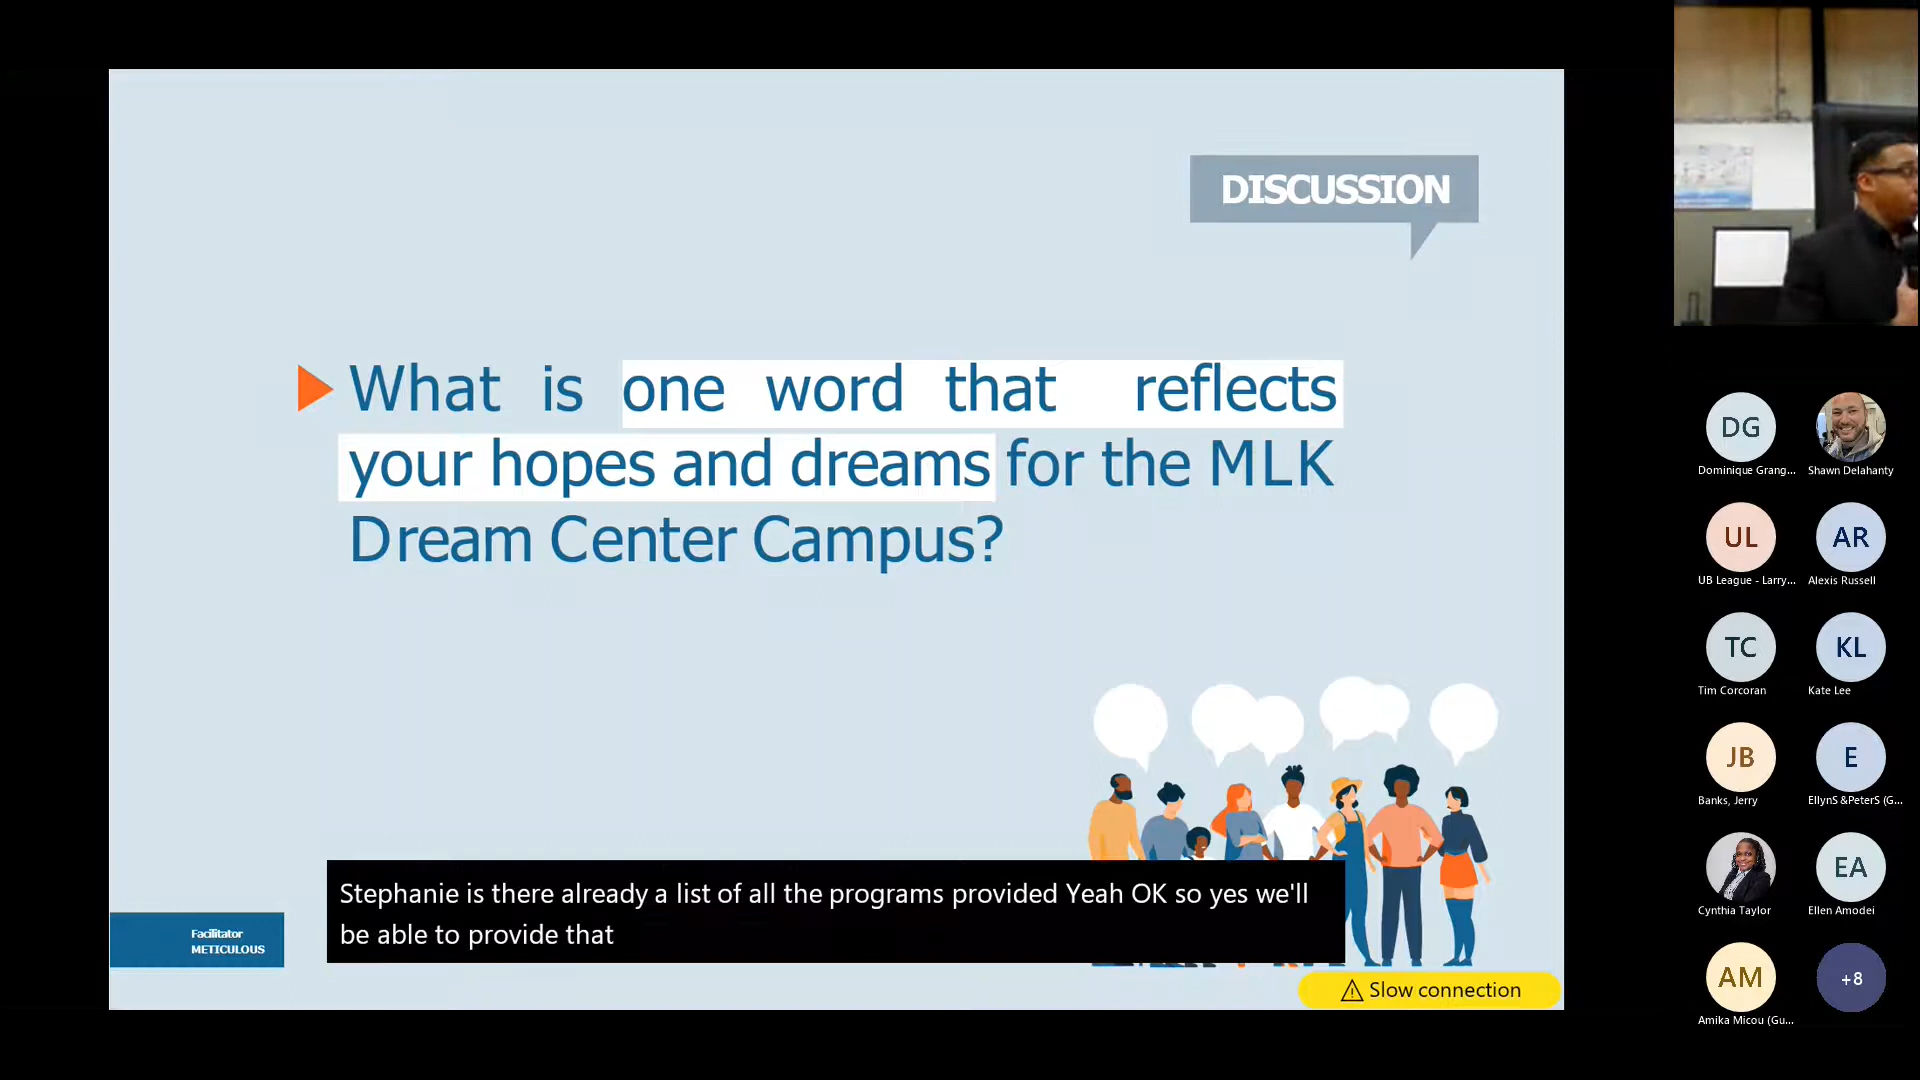 DISCUSSION
What is one word that reflects
your hopes and dreams for the MLK
Dream Center Campus?
Facilitator
METICULOUS
Stephanie is there already a list of all the programs provided Yeah OK so yes we'll
be able to provide that
Slow connection
DG
Dominique Grang...
Shawn Delahanty
UL
AR
UB League - Larry...
Alexis Russell
TC
KL
Tim Corcoran
Kate Lee
JB
E
Banks, Jerry
EllynS &PeterS (G...
Cynthia Taylor
EA
Ellen Amodei
AM
+8
Amika Micou (Gu...